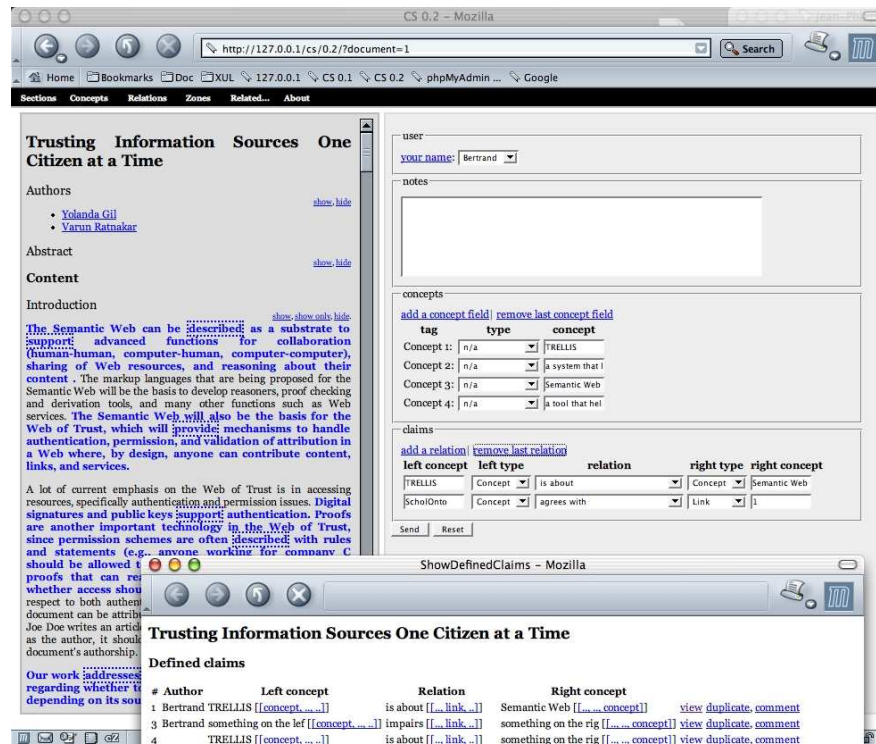 CS 0.2 – Mozilla
http://127.0.0.1/cs/0.2/?document=1
Search
Home Bookmarks Doc XUL 127.0.0.1 CS 0.1 CS 0.2 phpMyAdmin ... Google
Sections Concepts Relations Zones Related... About
Trusting Information Sources One
Citizen at a Time
Authors
show, hide
Yolanda Gil
Varun Ratnakar
Abstract
show, hide
Content
Introduction
show, show only, hide.
The Semantic Web can be described as a substrate to
support advanced functions for collaboration
(human-human, computer-human, computer-computer),
sharing of Web resources, and reasoning about their
content . The markup languages that are being proposed for the
Semantic Web will be the basis to develop reasoners, proof checking
and derivation tools, and many other functions such as Web
services. The Semantic Web will also be the basis for the
Web of Trust, which will provide mechanisms to handle
authentication, permission, and validation of attribution in
a Web where, by design, anyone can contribute content,
links, and services.
A lot of current emphasis on the Web of Trust is in accessing
resources, specifically authentication and permission issues. Digital
signatures and public keys support authentication. Proofs
are another important technology in the Web of Trust,
since permission schemes are often described with rules
and statements (e.g., anyone working for company C
should be allowed
proofs that can
whether access
respect to both
document can be
Joe Doe writes an
as the author, it
document's authorship.
Our work addresses
regarding whether
depending on its
user
your name: Bertrand
notes
concepts
add a concept field| remove last concept field
tag type concept
Concept 1: n/a TRELLIS
Concept 2: n/a a system that l
Concept 3: n/a Semantic Web
Concept 4: n/a a tool that hel
claims
add a relation| remove last relation
left concept left type relation right type right concept
TRELLIS Concept is about Concept Semantic Web
ScholOnto Concept agrees with Link 1
Send Reset
ShowDefinedClaims – Mozilla
Trusting Information Sources One Citizen at a Time
Defined claims
# Author Left concept Relation Right concept
1 Bertrand TRELLIS [[concept, .., ..]] is about [[.., link, ..]] Semantic Web [[.., .., concept]] view duplicate, comment
3 Bertrand something on the lef [[concept, .., ..]] impairs [[.., link, ..]] something on the rig [[.., .., concept]] view duplicate, comment
4 TRELLIS [[concept, .., ..]] is about [[.., link, ..]] something on the rig [[.., .., concept]] view duplicate, comment